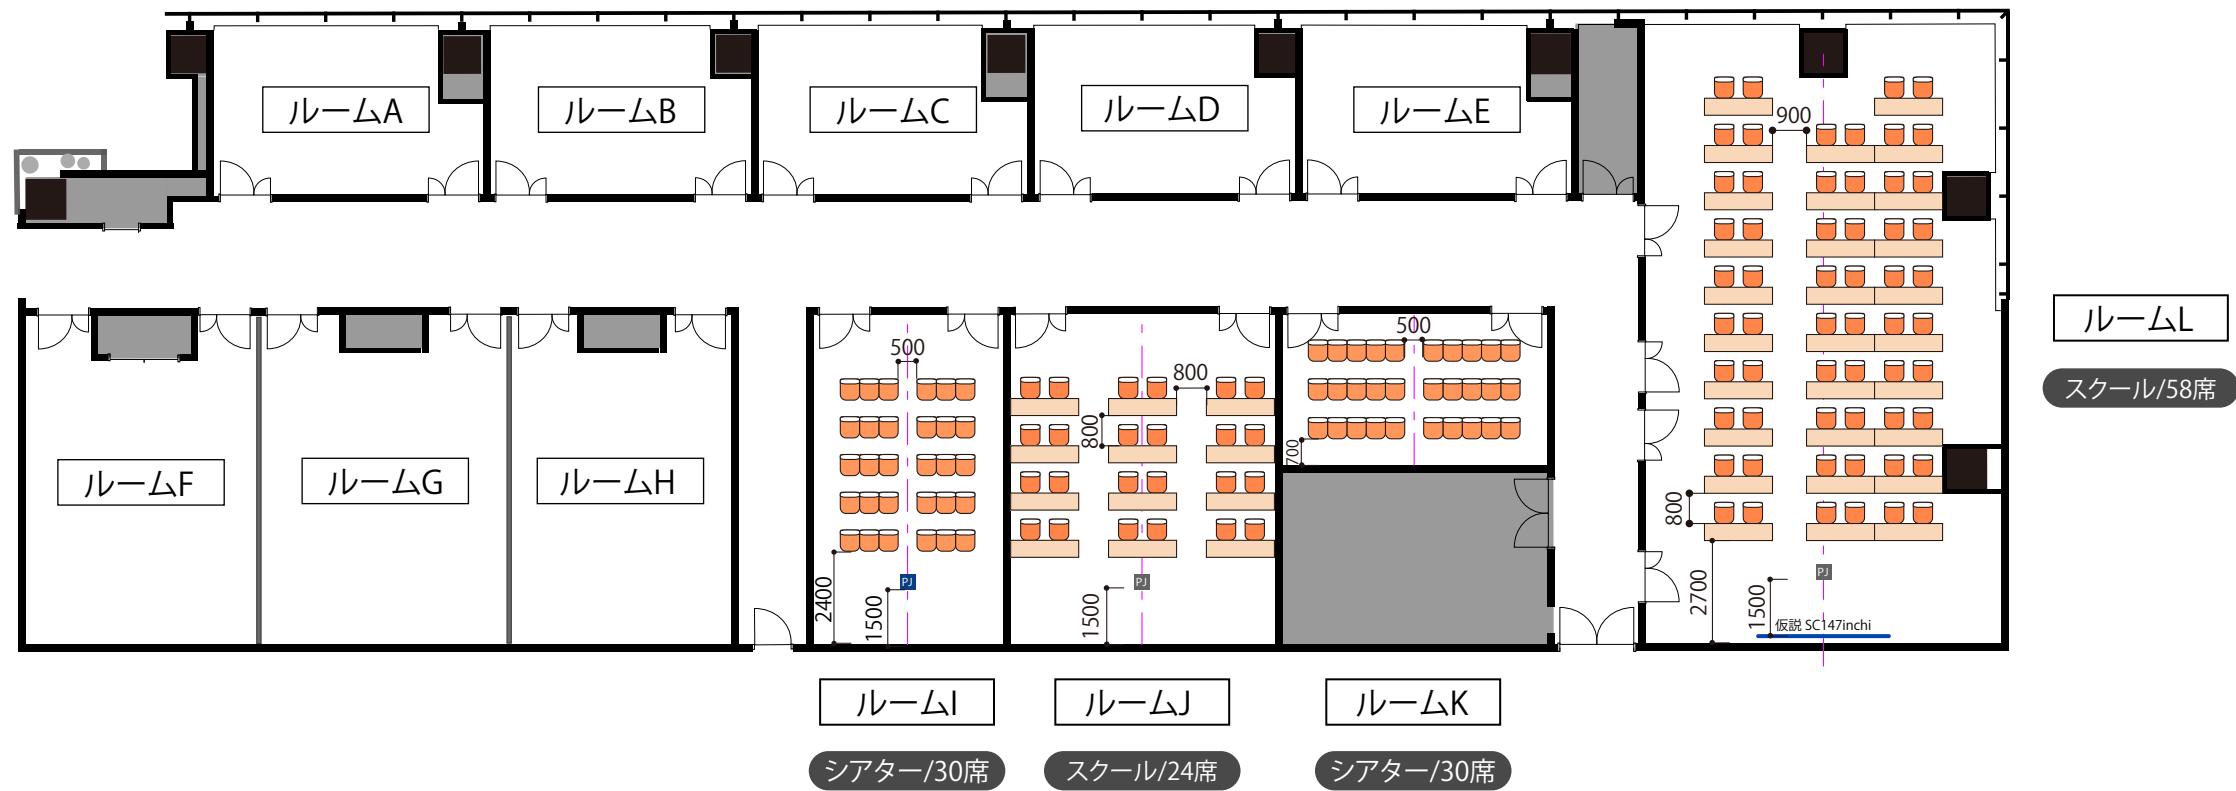 ルームA
ルームB
ルームC
ルームD
ルームE
900
ルームL
スクール/58席
500
500
800
800
700
ルームF
ルームG
ルームH
800
PJ
PJ
PJ
2400
1500
1500
2700
1500
仮説 SC147inchi
ルームI
ルームJ
ルームK
シアター/30席
スクール/24席
シアター/30席